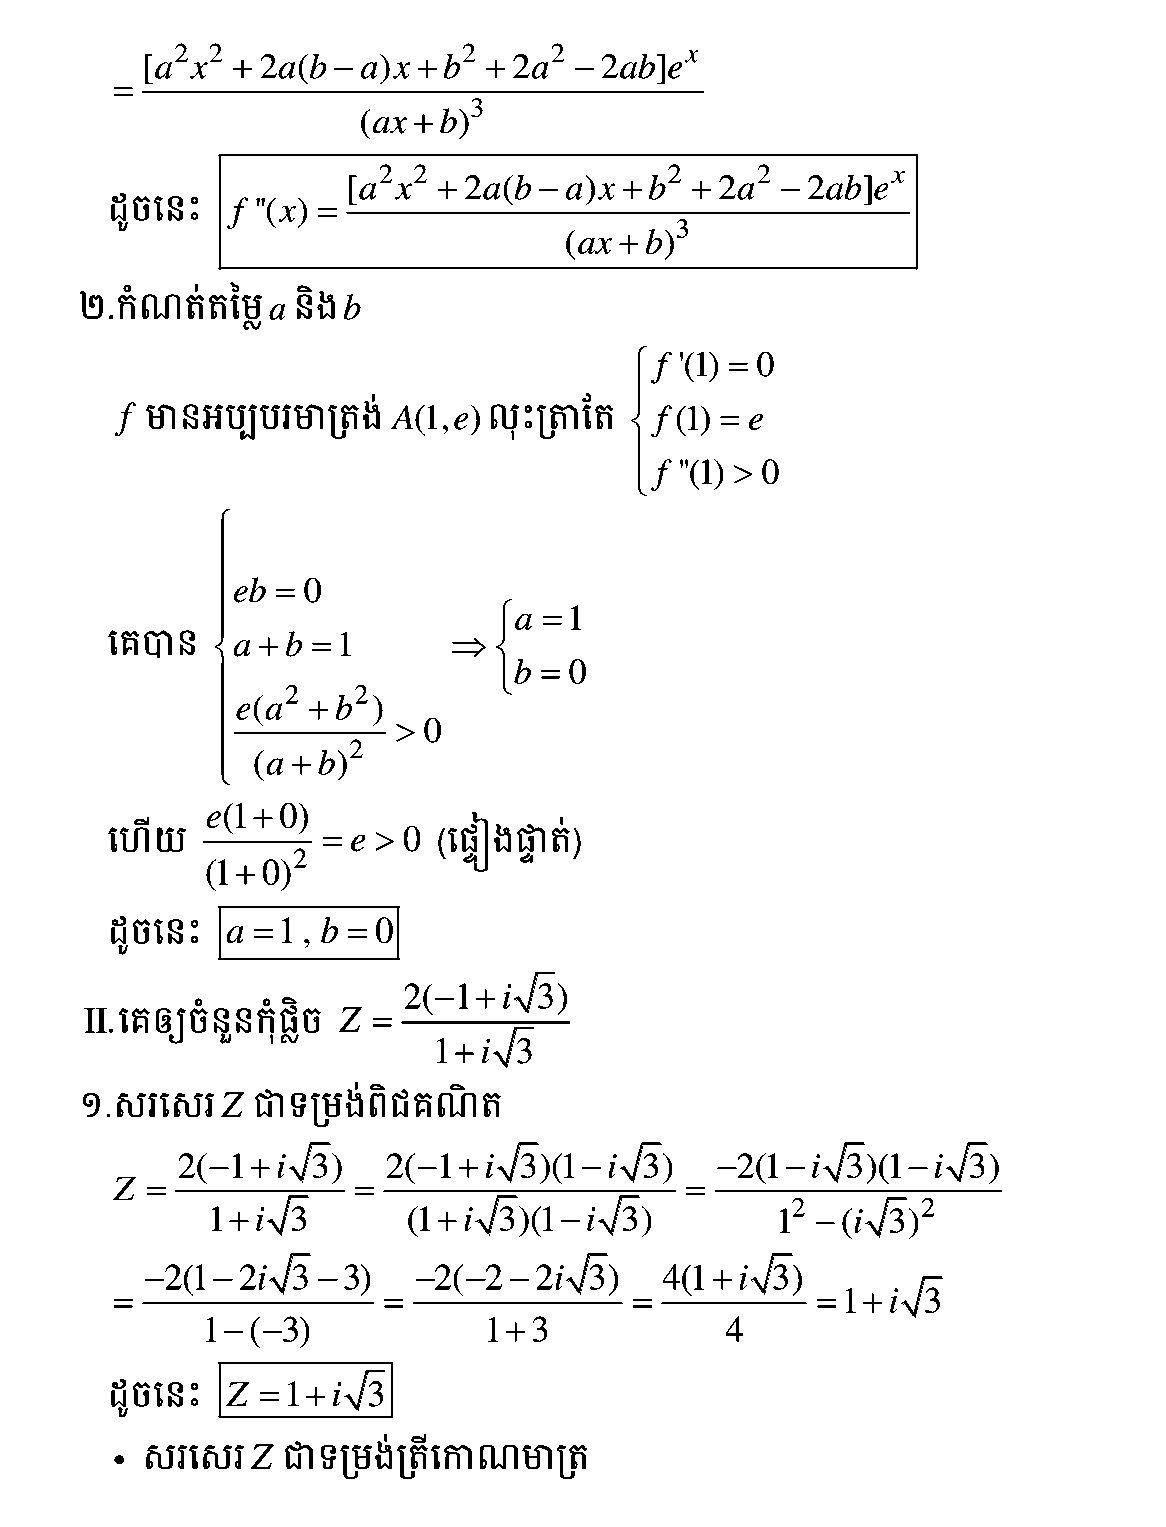 = \frac{[a^2x^2 + 2a(b-a)x + b^2 + 2a^2 - 2ab]e^x}{(ax+b)^3}
ដូចនេះ f ''(x) = \frac{[a^2x^2 + 2a(b-a)x + b^2 + 2a^2 - 2ab]e^x}{(ax+b)^3}
២.កំណត់តម្លៃ a និង b
f មានអប្បបរមាត្រង់ A(1, e) លុះត្រាតែ \begin{cases} f '(1) = 0 \\ f (1) = e \\ f ''(1) > 0 \end{cases}
គេបាន \begin{cases} eb = 0 \\ a + b = 1 \\ \frac{e(a^2 + b^2)}{(a+b)^2} > 0 \end{cases} ⇒ \begin{cases} a = 1 \\ b = 0 \end{cases}
ហើយ \frac{e(1+0)}{(1+0)^2} = e > 0 (ផ្ទៀងផ្ទាត់)
ដូចនេះ a = 1 , b = 0
II.គេឲ្យចំនួនកុំផ្លិច Z = \frac{2(-1+i\sqrt{3})}{1+i\sqrt{3}}
១.សរសេរ Z ជាទម្រង់ពិជគណិត
Z = \frac{2(-1+i\sqrt{3})}{1+i\sqrt{3}} = \frac{2(-1+i\sqrt{3})(1-i\sqrt{3})}{(1+i\sqrt{3})(1-i\sqrt{3})} = \frac{-2(1-i\sqrt{3})(1-i\sqrt{3})}{1^2-(i\sqrt{3})^2}
= \frac{-2(1-2i\sqrt{3}-3)}{1-(-3)} = \frac{-2(-2-2i\sqrt{3})}{1+3} = \frac{4(1+i\sqrt{3})}{4} = 1+i\sqrt{3}
ដូចនេះ Z = 1+i\sqrt{3}
• សរសេរ Z ជាទម្រង់ត្រីកោណមាត្រ